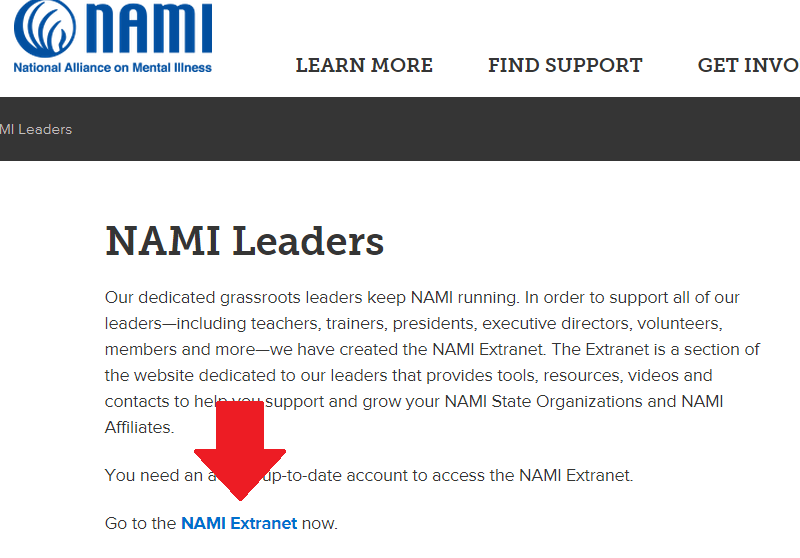 nAMI
National Alliance on Mental Illness
LEARN MORE FIND SUPPORT GET INVO
MI Leaders
NAMI Leaders
Our dedicated grassroots leaders keep NAMI running. In order to support all of our
leaders—including teachers, trainers, presidents, executive directors, volunteers,
members and more—we have created the NAMI Extranet. The Extranet is a section of
the website dedicated to our leaders that provides tools, resources, videos and
contacts to help you support and grow your NAMI State Organizations and NAMI
Affiliates.
You need an up-to-date account to access the NAMI Extranet.
Go to the NAMI Extranet now.